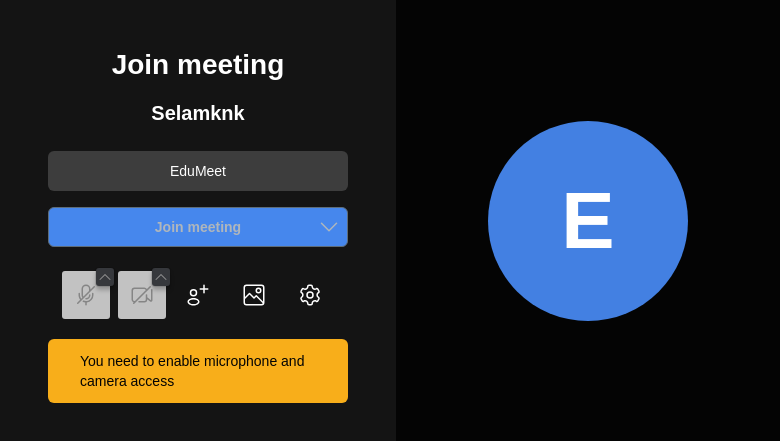 Join meeting
Selamknk
EduMeet
Join meeting
You need to enable microphone and
camera access
E